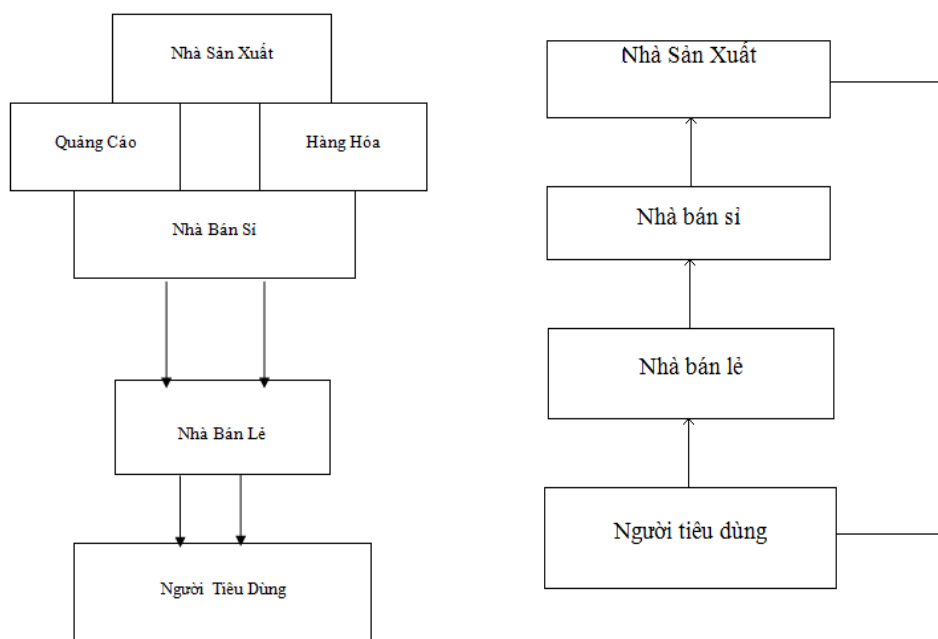 Nhà Sản Xuất
Quảng Cáo
Hàng Hóa
Nhà Bán Sỉ
Nhà Bán Lẻ
Người Tiêu Dùng
Nhà Sản Xuất
Nhà bán sỉ
Nhà bán lẻ
Người tiêu dùng